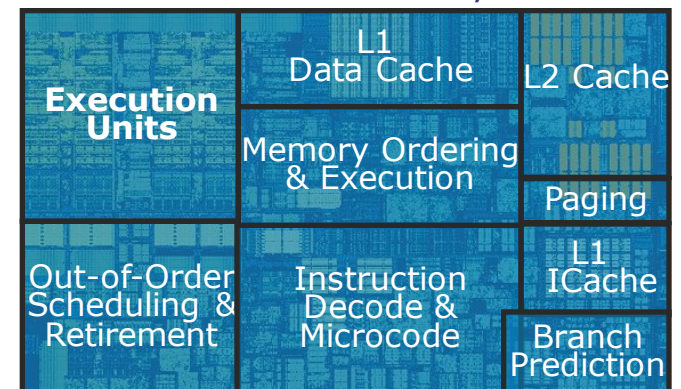 Execution
Units
L1
Data Cache
L2 Cache
Memory Ordering
& Execution
Paging
Out-of-Order
Scheduling &
Retirement
Instruction
Decode &
Microcode
L1
ICache
Branch
Prediction